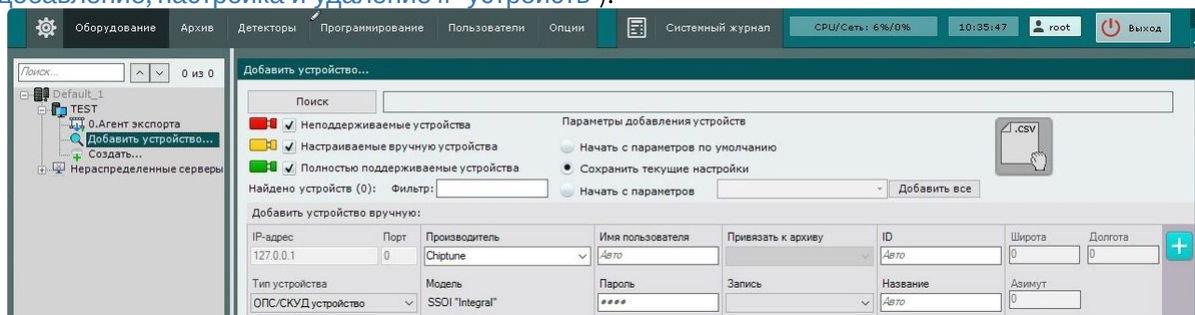 добавление, настройка и удаление IP-устройств").
Оборудование Архив Детекторы Программирование Пользователи Опции Системный журнал CPU/Сеть: 6%/0% 10:35:47 root Выход
Поиск... 0 из 0
Default_1
TEST
0.Агент экспорта
Добавить устройство...
Создать...
Нераспределенные серверы
Добавить устройство...
Поиск
Неподдерживаемые устройства
Настраиваемые вручную устройства
Полностью поддерживаемые устройства
Найдено устройств (0): Фильтр:
Параметры добавления устройств
Начать с параметров по умолчанию
Сохранить текущие настройки
Начать с параметров Добавить все
.CSV
Добавить устройство вручную:
IP-адрес Порт Производитель Имя пользователя Привязать к архиву ID Широта Долгота
127.0.0.1 0 Chiptune Авто Авто 0 0
Тип устройства Модель Пароль Запись Название Азимут
ОПС/СКУД устройство SSOI "Integral" **** Авто 0